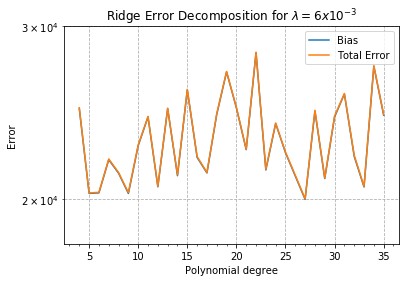 Ridge Error Decomposition for λ = 6x10⁻³
3 × 10⁴
Bias
Total Error
Error
2 × 10⁴
5 10 15 20 25 30 35
Polynomial degree